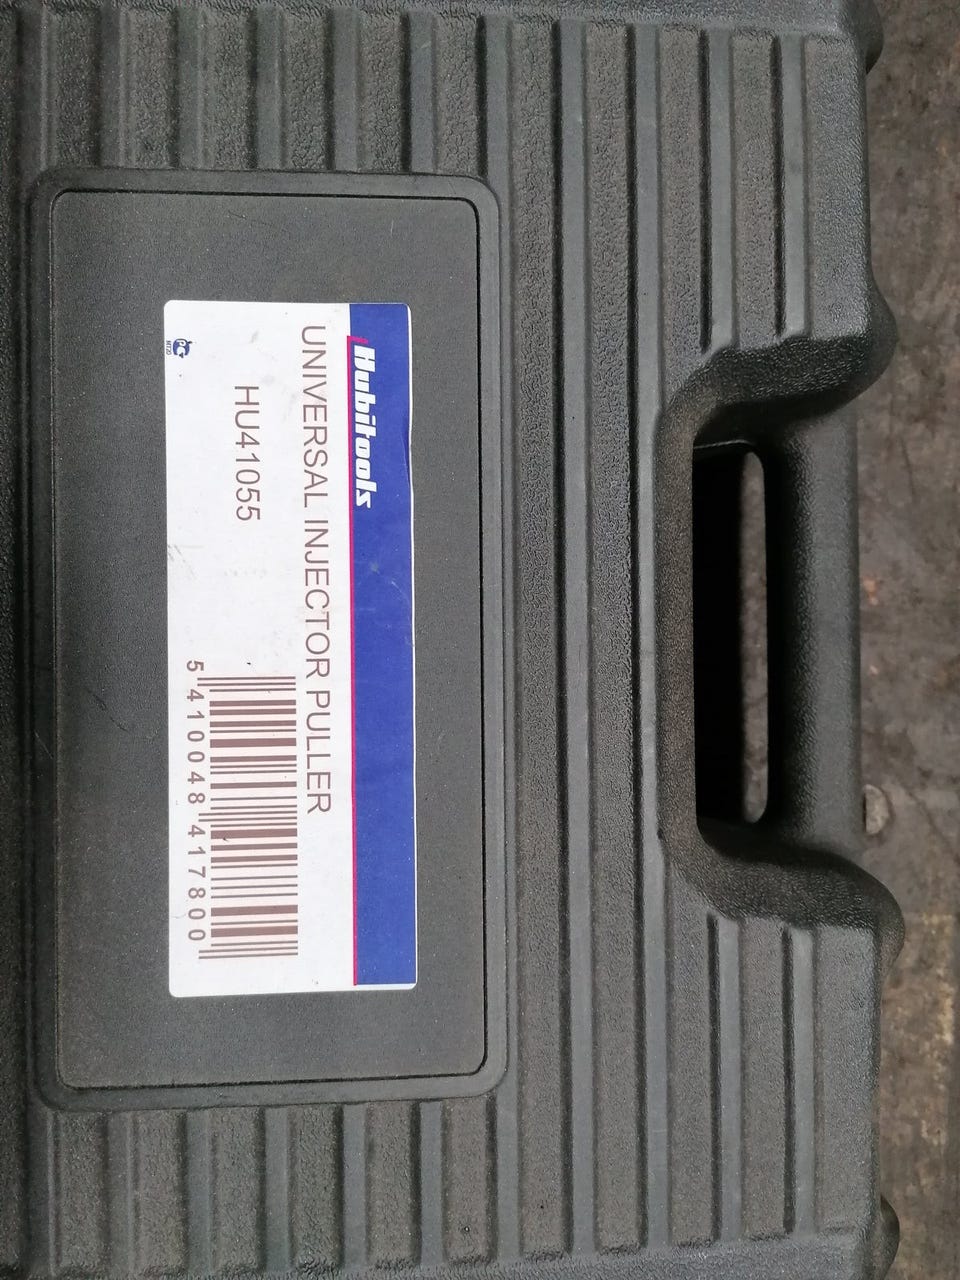 Hubitools
UNIVERSAL INJECTOR PULLER
HU41055
5 410048 417800